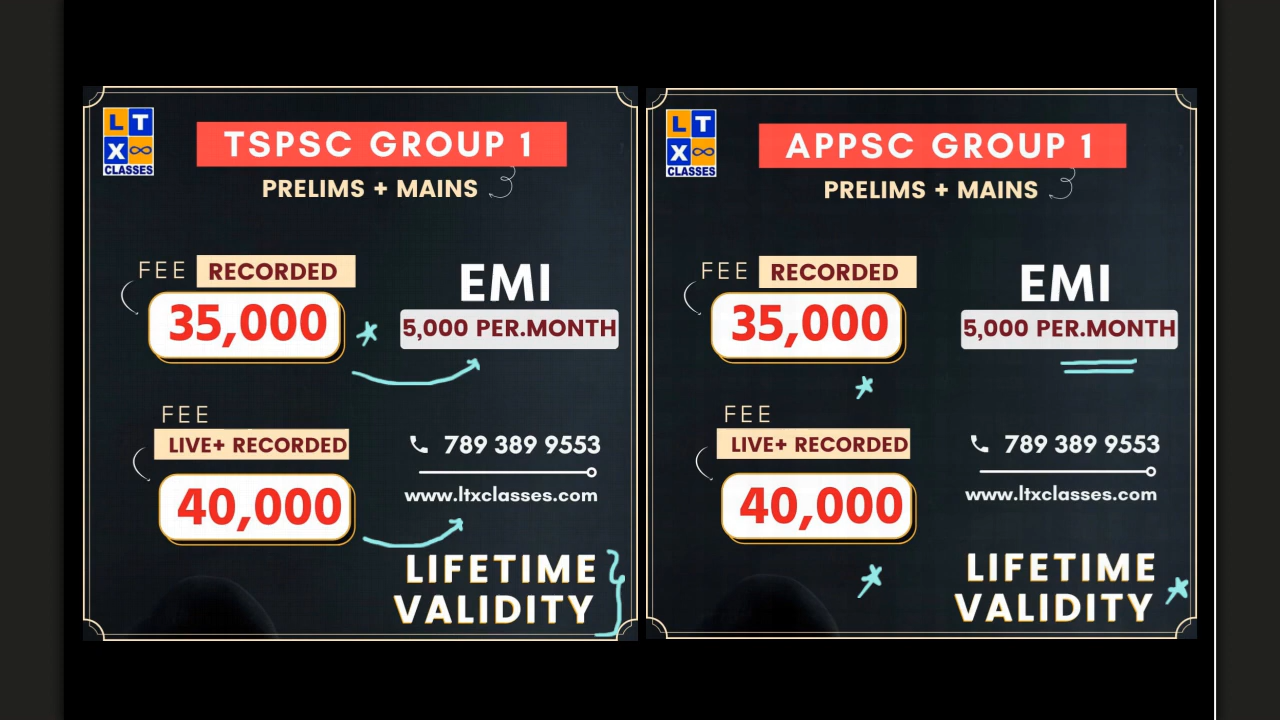 L T
X ∞
CLASSES
TSPSC GROUP 1
PRELIMS + MAINS
FEE RECORDED
35,000
EMI
5,000 PER.MONTH
FEE
LIVE+ RECORDED
40,000
789 389 9553
www.ltxclasses.com
LIFETIME
VALIDITY
L T
X ∞
CLASSES
APPSC GROUP 1
PRELIMS + MAINS
FEE RECORDED
35,000
EMI
5,000 PER.MONTH
FEE
LIVE+ RECORDED
40,000
789 389 9553
www.ltxclasses.com
LIFETIME
VALIDITY